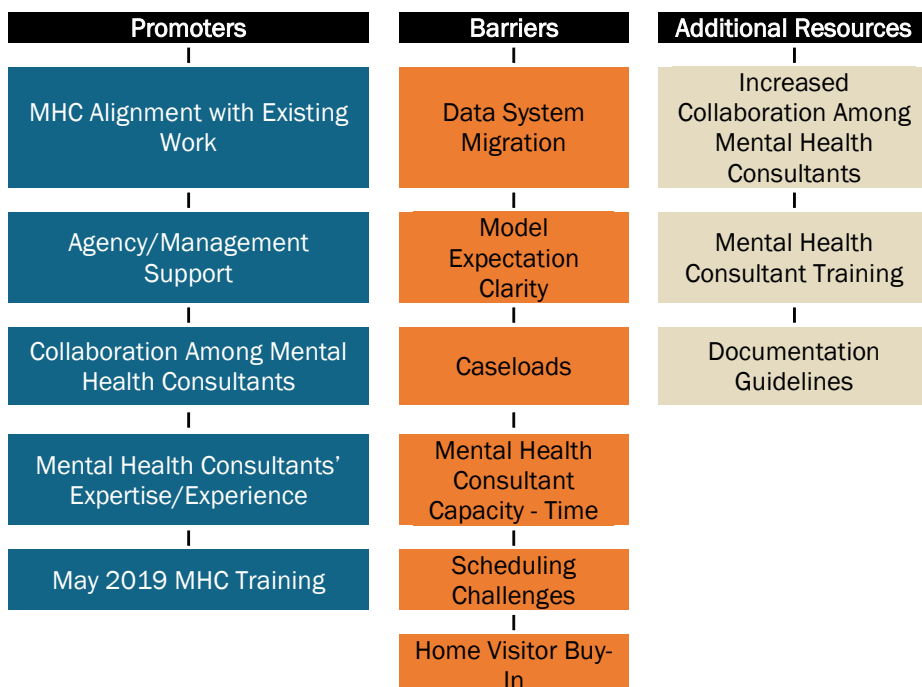 Promoters
MHC Alignment with Existing
Work
Agency/Management
Support
Collaboration Among Mental
Health Consultants
Mental Health Consultants’
Expertise/Experience
May 2019 MHC Training
Barriers
Data System
Migration
Model
Expectation
Clarity
Caseloads
Mental Health
Consultant
Capacity - Time
Scheduling
Challenges
Home Visitor Buy-
In
Additional Resources
Increased
Collaboration Among
Mental Health
Consultants
Mental Health
Consultant Training
Documentation
Guidelines